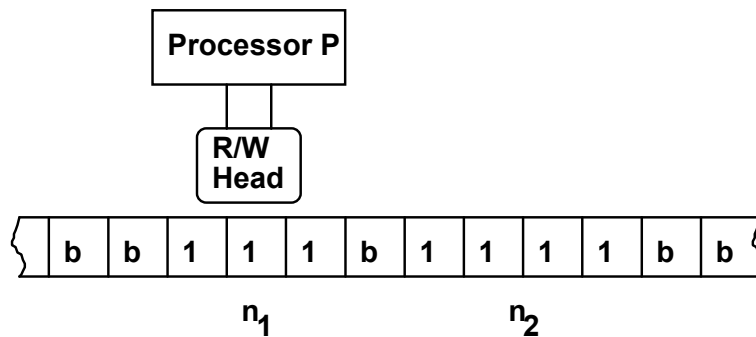 Processor P
R/W
Head
b b 1 1 1 b 1 1 1 1 b b
n₁ n₂